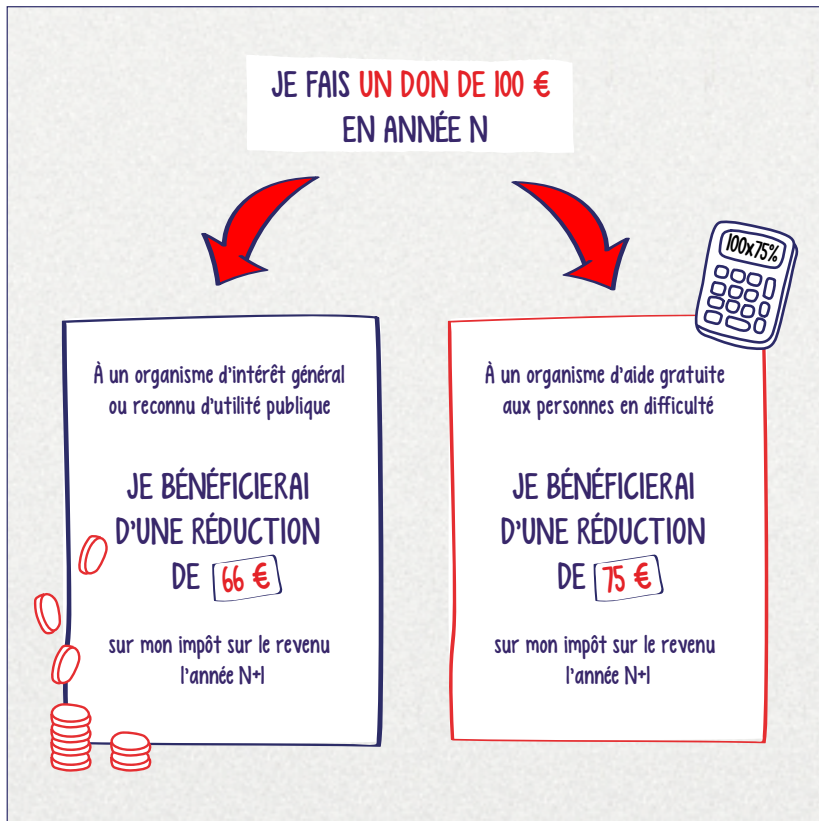 JE FAIS UN DON DE 100 €
EN ANNÉE N
100x75%
À un organisme d'intérêt général
ou reconnu d'utilité publique
JE BÉNÉFICIERAI
D'UNE RÉDUCTION
DE 66 €
sur mon impôt sur le revenu
l'année N+1
À un organisme d'aide gratuite
aux personnes en difficulté
JE BÉNÉFICIERAI
D'UNE RÉDUCTION
DE 75 €
sur mon impôt sur le revenu
l'année N+1